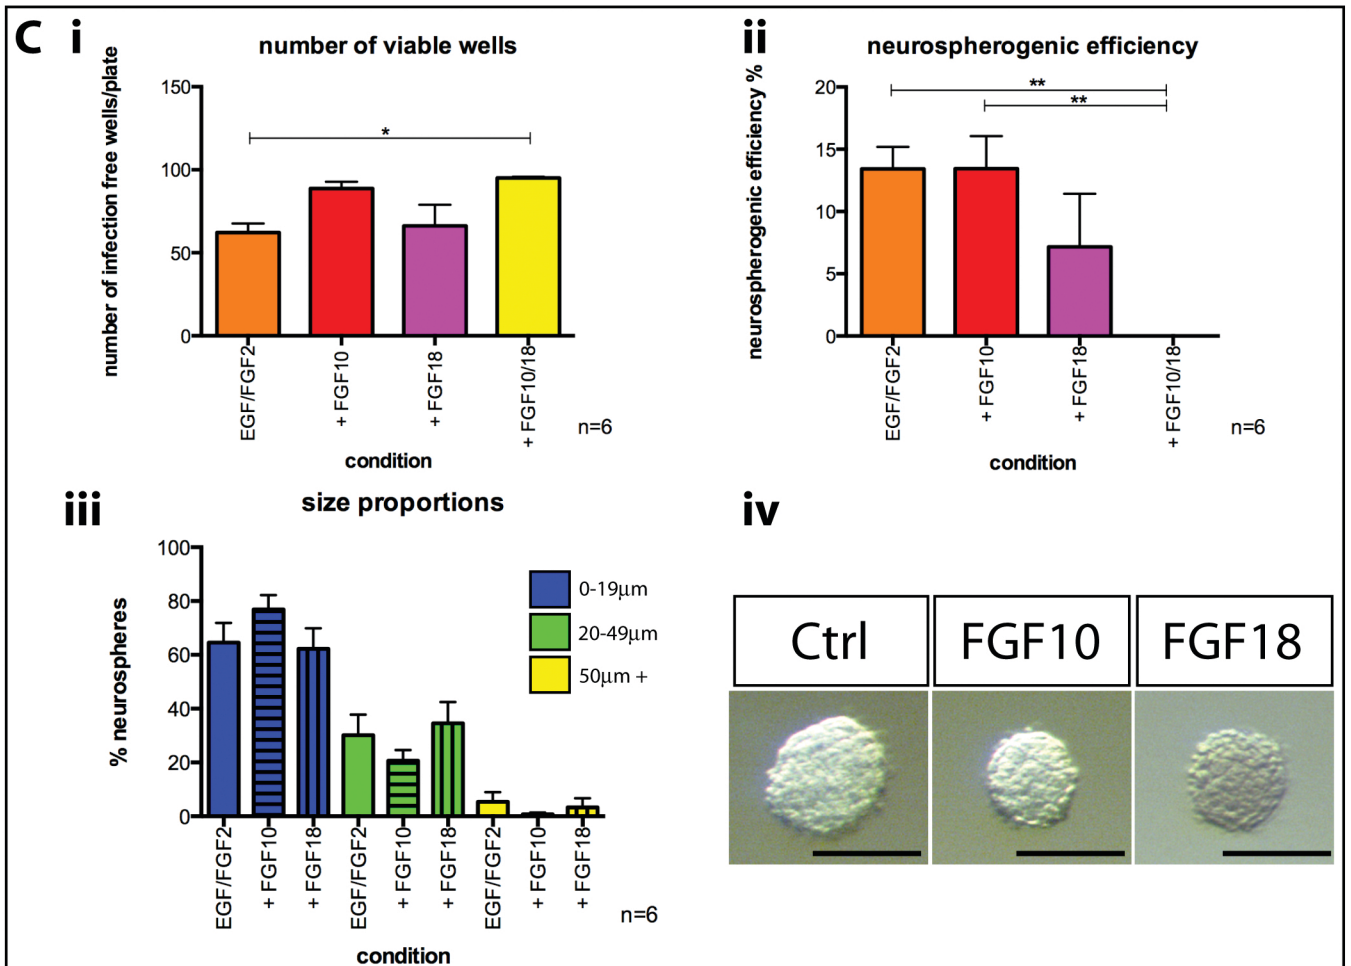 C i
number of viable wells
number of infection free wells/plate
150
100
50
0
*
EGF/FGF2
+ FGF10
+ FGF18
+ FGF10/18
n=6
condition
ii
neurospherogenic efficiency
neurospherogenic efficiency %
20
15
10
5
0
**
**
EGF/FGF2
+ FGF10
+ FGF18
+ FGF10/18
n=6
condition
iii
size proportions
% neurospheres
100
80
60
40
20
0
0-19μm
20-49μm
50μm +
EGF/FGF2
+ FGF10
+ FGF18
EGF/FGF2
+ FGF10
+ FGF18
EGF/FGF2
+ FGF10
+ FGF18
n=6
condition
iv
Ctrl
FGF10
FGF18